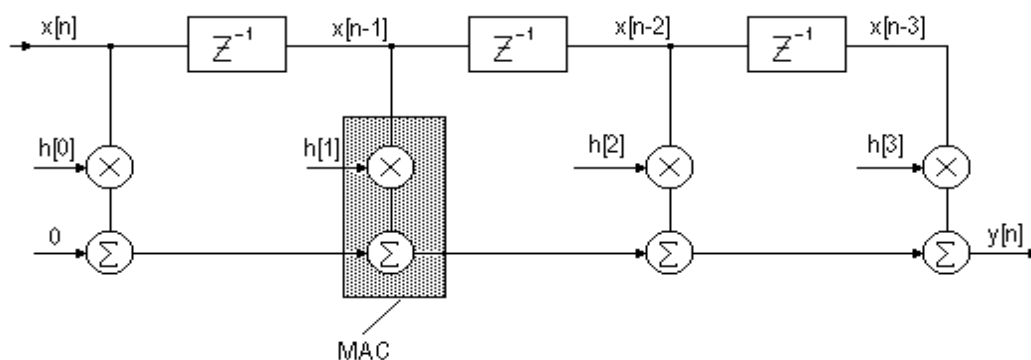 x[n]
Z⁻¹
x[n-1]
Z⁻¹
x[n-2]
Z⁻¹
x[n-3]
h[0]
×
h[1]
×
h[2]
×
h[3]
×
0
Σ
Σ
Σ
Σ
y[n]
MAC